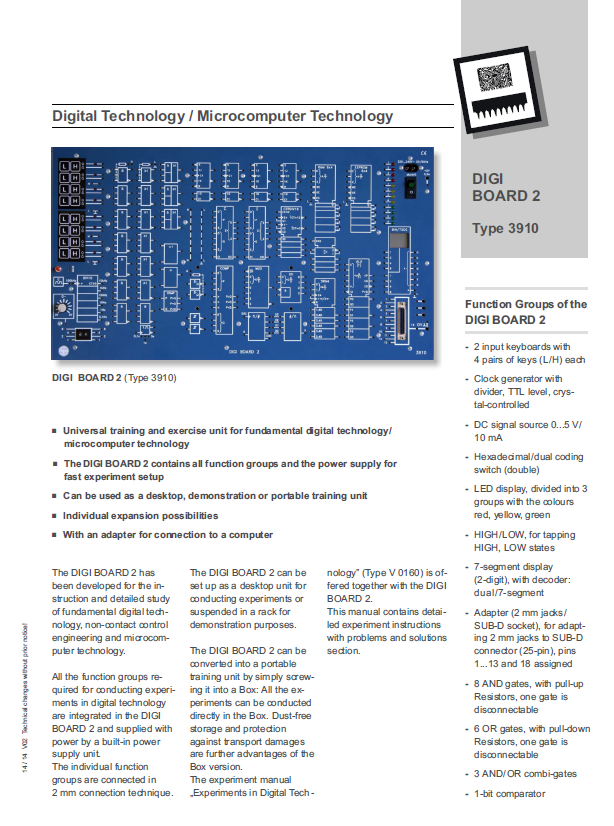 Digital Technology / Microcomputer Technology
DIGI
BOARD 2
Type 3910
DIGI BOARD 2
3910
DIGI BOARD 2 (Type 3910)
Universal training and exercise unit for fundamental digital technology/
microcomputer technology
The DIGI BOARD 2 contains all function groups and the power supply for
fast experiment setup
Can be used as a desktop, demonstration or portable training unit
Individual expansion possibilities
With an adapter for connection to a computer
The DIGI BOARD 2 has
been developed for the in-
struction and detailed study
of fundamental digital tech-
nology, non-contact control
engineering and microcom-
puter technology.
All the function groups re-
quired for conducting experi-
ments in digital technology
are integrated in the DIGI
BOARD 2 and supplied with
power by a built-in power
supply unit.
The individual function
groups are connected in
2 mm connection technique.
The DIGI BOARD 2 can be
set up as a desktop unit for
conducting experiments or
suspended in a rack for
demonstration purposes.
The DIGI BOARD 2 can be
converted into a portable
training unit by simply screw-
ing it into a Box: All the ex-
periments can be conducted
directly in the Box. Dust-free
storage and protection
against transport damages
are further advantages of the
Box version.
The experiment manual
„Experiments in Digital Tech-
nology” (Type V 0160) is of-
fered together with the DIGI
BOARD 2.
This manual contains detai-
led experiment instructions
with problems and solutions
section.
Function Groups of the
DIGI BOARD 2
- 2 input keyboards with
4 pairs of keys (L/H) each
- Clock generator with
divider, TTL level, crys-
tal-controlled
- DC signal source 0...5 V/
10 mA
- Hexadecimal/dual coding
switch (double)
- LED display, divided into 3
groups with the colours
red, yellow, green
- HIGH/LOW, for tapping
HIGH, LOW states
- 7-segment display
(2-digit), with decoder:
dual/7-segment
- Adapter (2 mm jacks/
SUB-D socket), for adapt-
ing 2 mm jacks to SUB-D
connector (25-pin), pins
1...13 and 18 assigned
- 8 AND gates, with pull-up
Resistors, one gate is
disconnectable
- 6 OR gates, with pull-down
Resistors, one gate is
disconnectable
- 3 AND/OR combi-gates
- 1-bit comparator
14 / 14 V02 Technical changes without prior notice!